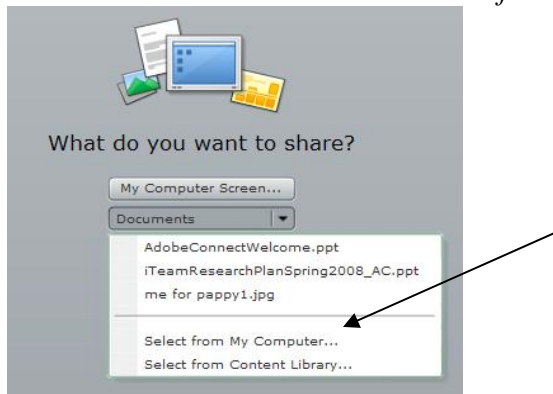 What do you want to share?
My Computer Screen...
Documents
AdobeConnectWelcome.ppt
iTeamResearchPlanSpring2008_AC.ppt
me for pappy1.jpg
Select from My Computer...
Select from Content Library...